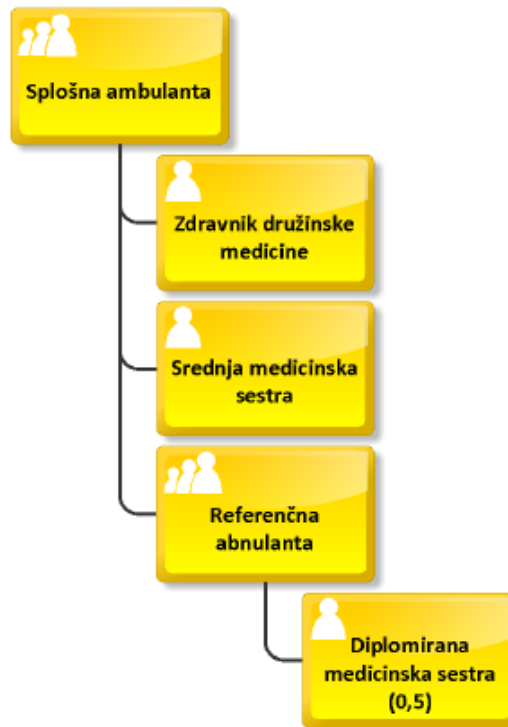 Splošna ambulanta
Zdravnik družinske
medicine
Srednja medicinska
sestra
Referenčna
abnulanta
Diplomirana
medicinska sestra
(0,5)